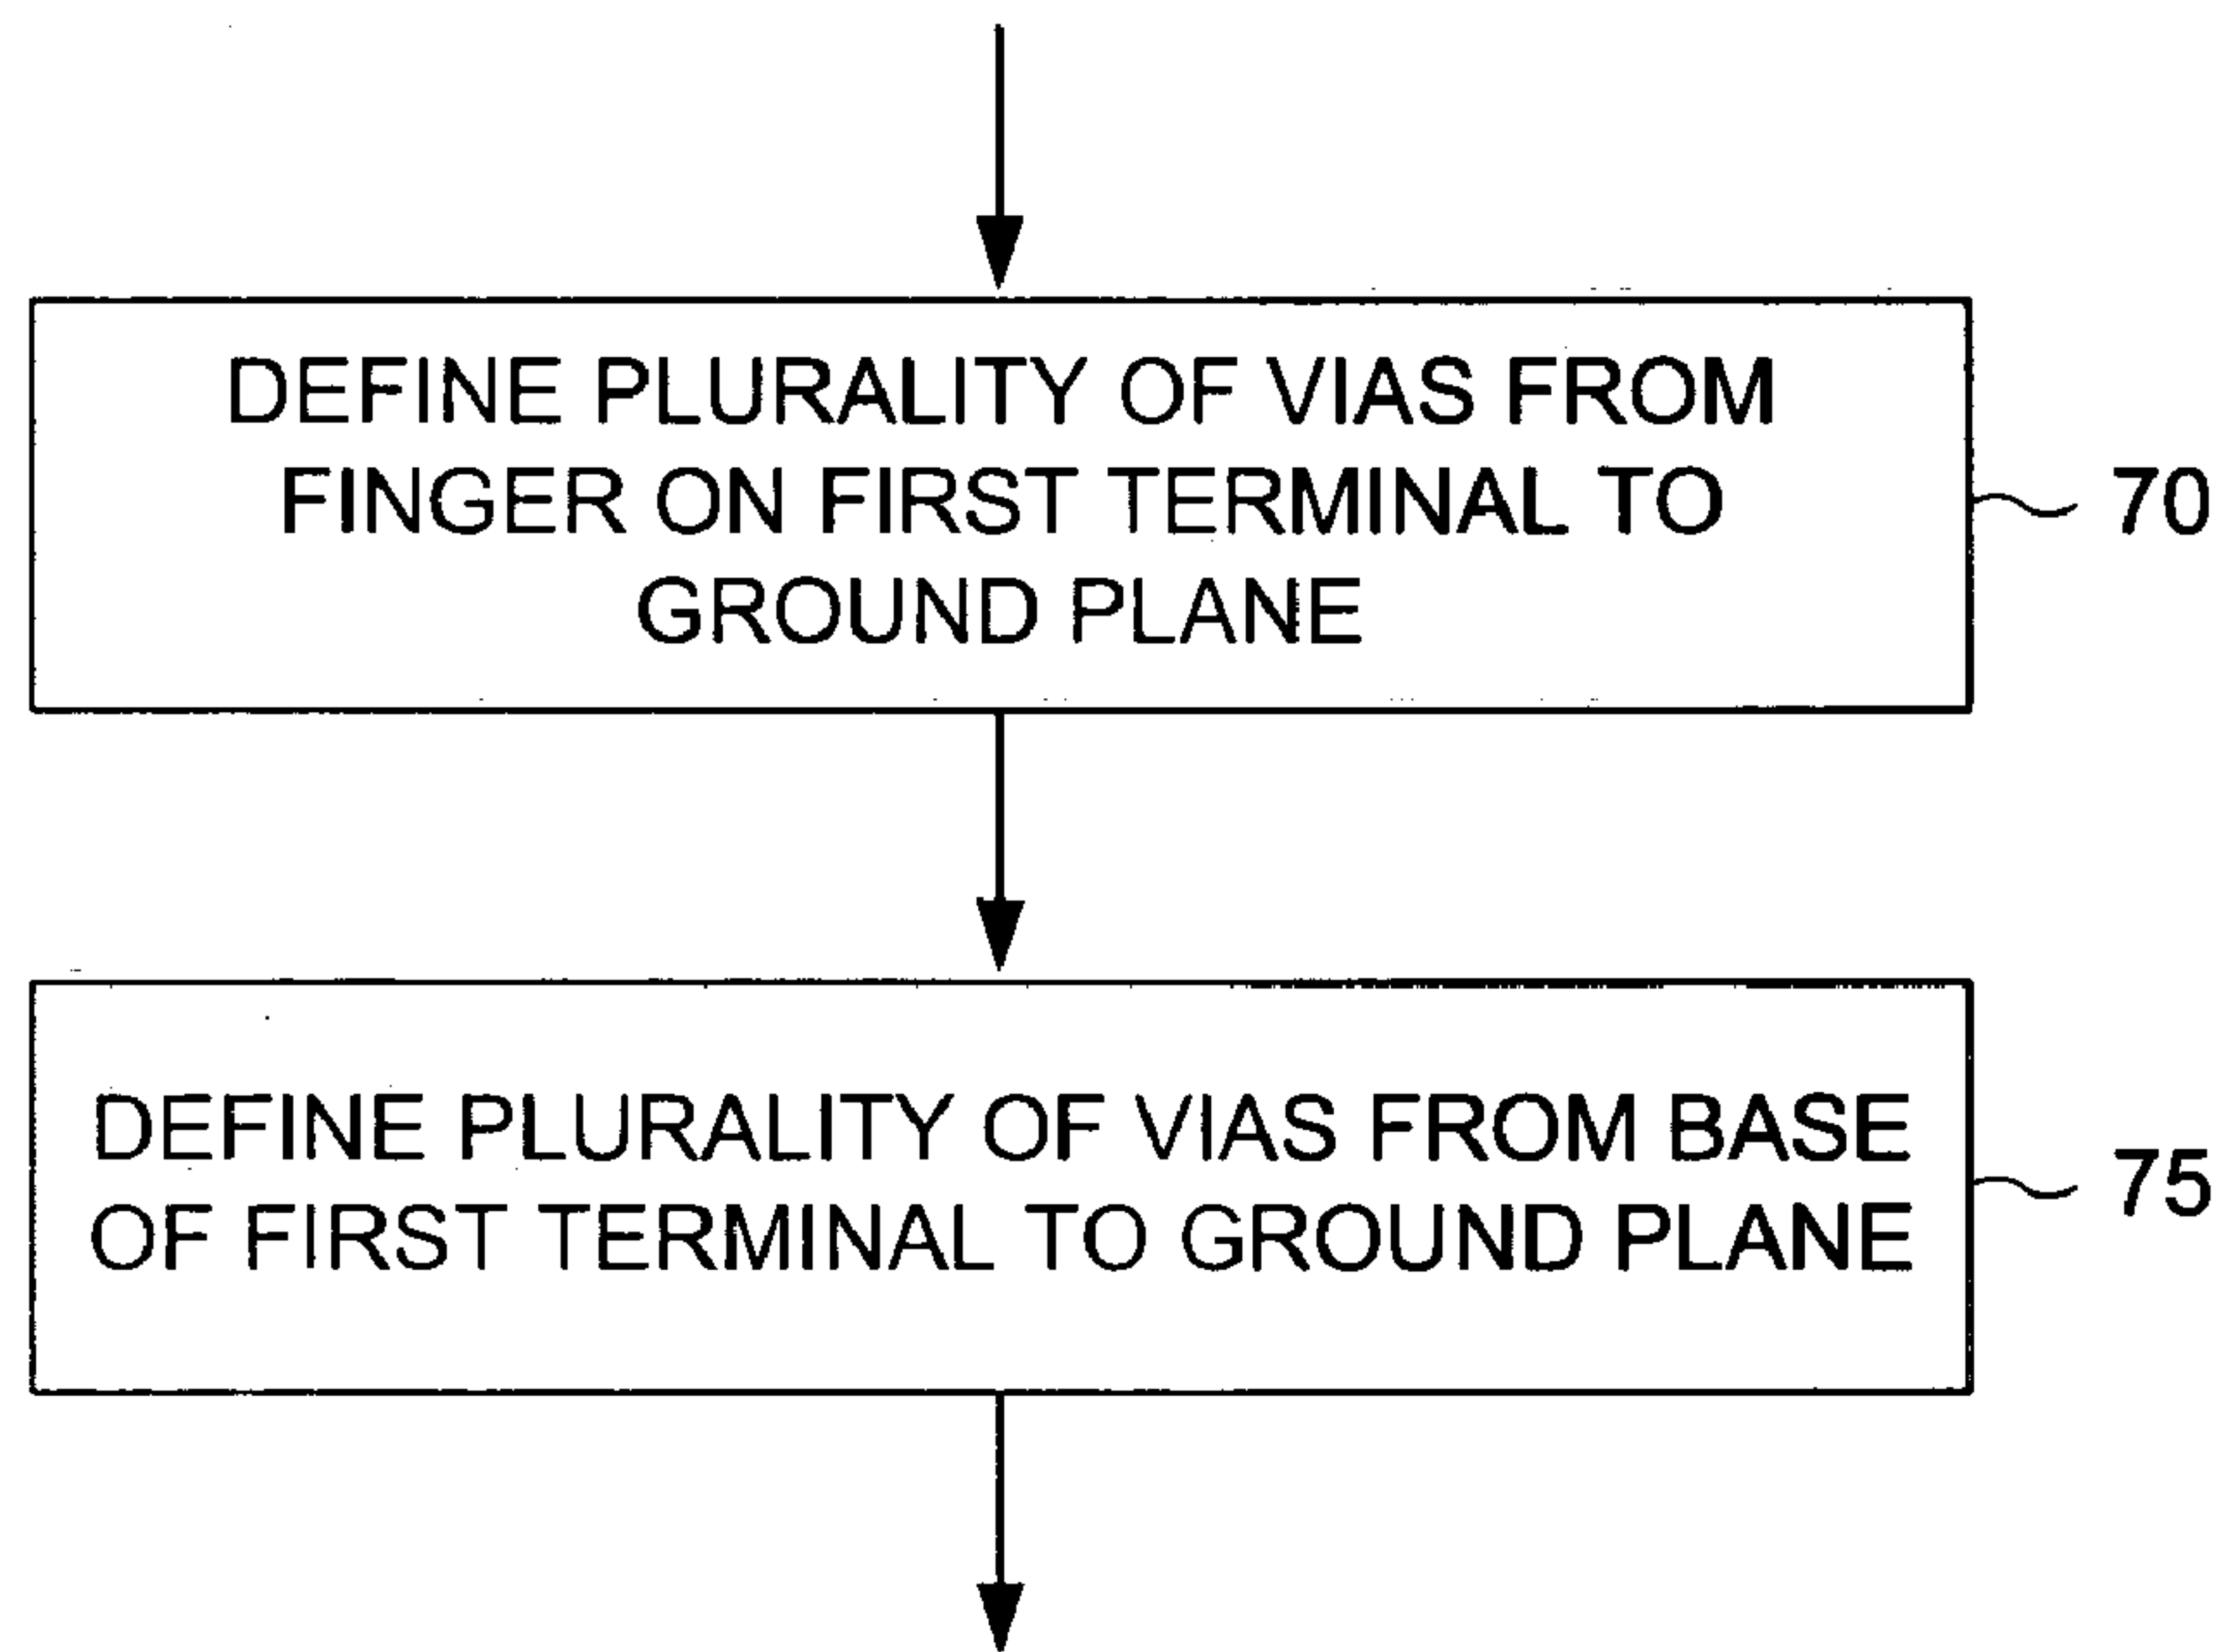 DEFINE PLURALITY OF VIAS FROM
FINGER ON FIRST TERMINAL TO
GROUND PLANE
70
DEFINE PLURALITY OF VIAS FROM BASE
OF FIRST TERMINAL TO GROUND PLANE
75